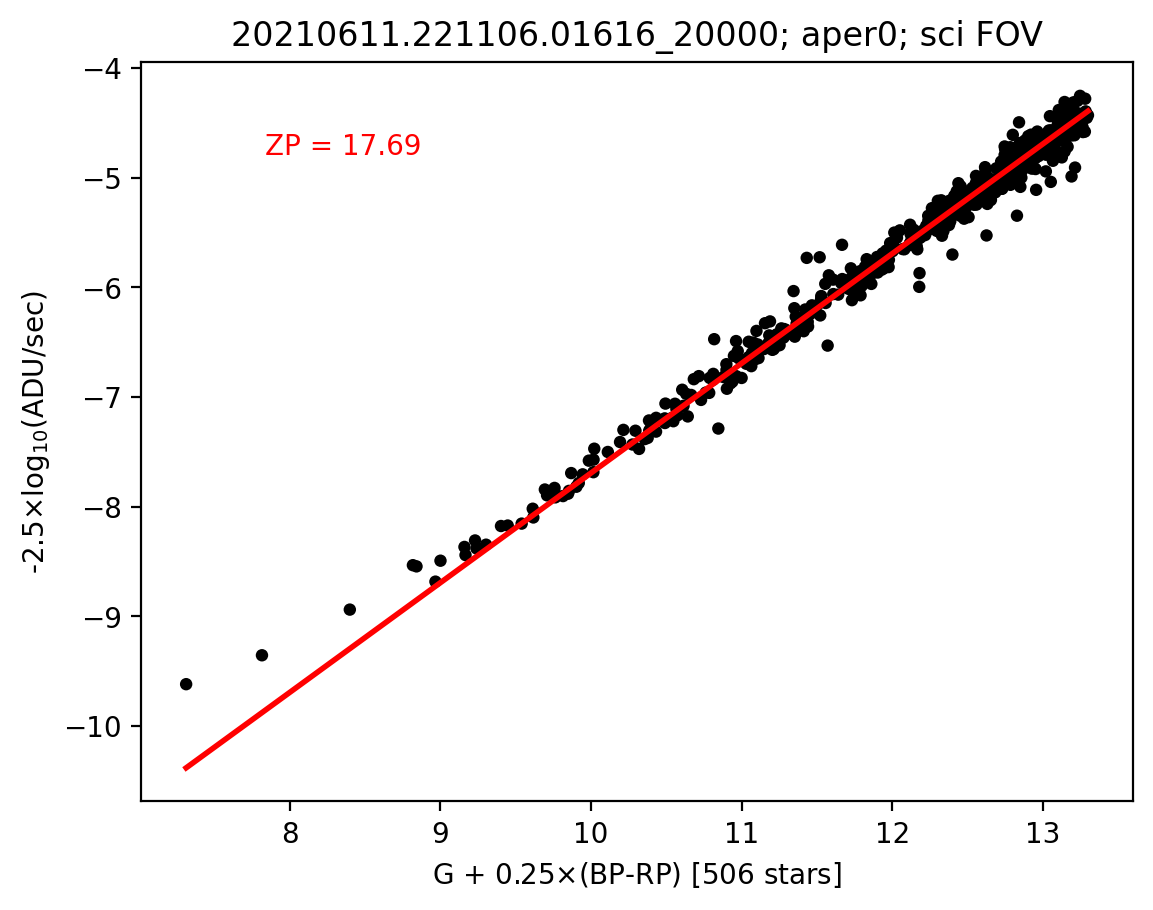 20210611.221106.01616_20000; aper0; sci FOV
ZP = 17.69
−4
−5
−6
−7
−8
−9
−10
-2.5×log₁₀(ADU/sec)
8 9 10 11 12 13
G + 0.25×(BP-RP) [506 stars]